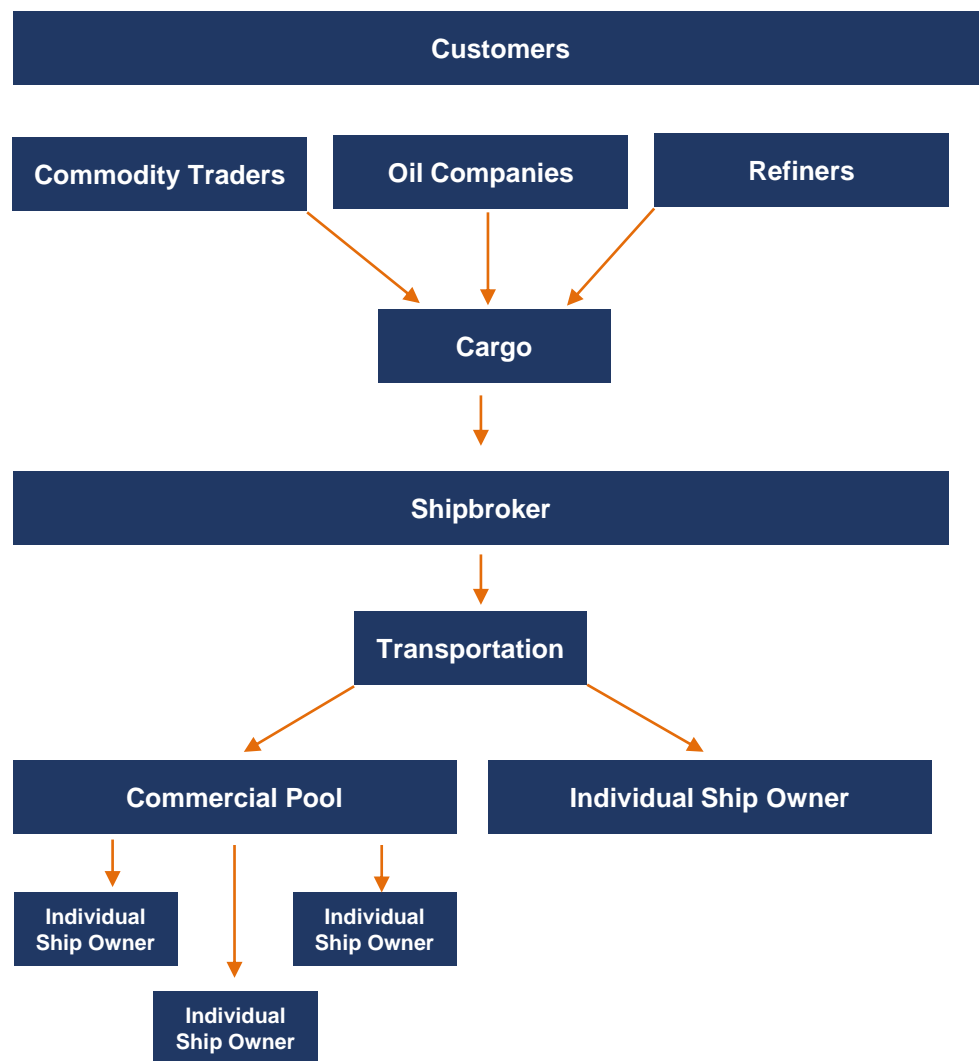 Customers
Commodity Traders
Oil Companies
Refiners
Cargo
Shipbroker
Transportation
Commercial Pool
Individual Ship Owner
Individual
Ship Owner
Individual
Ship Owner
Individual
Ship Owner